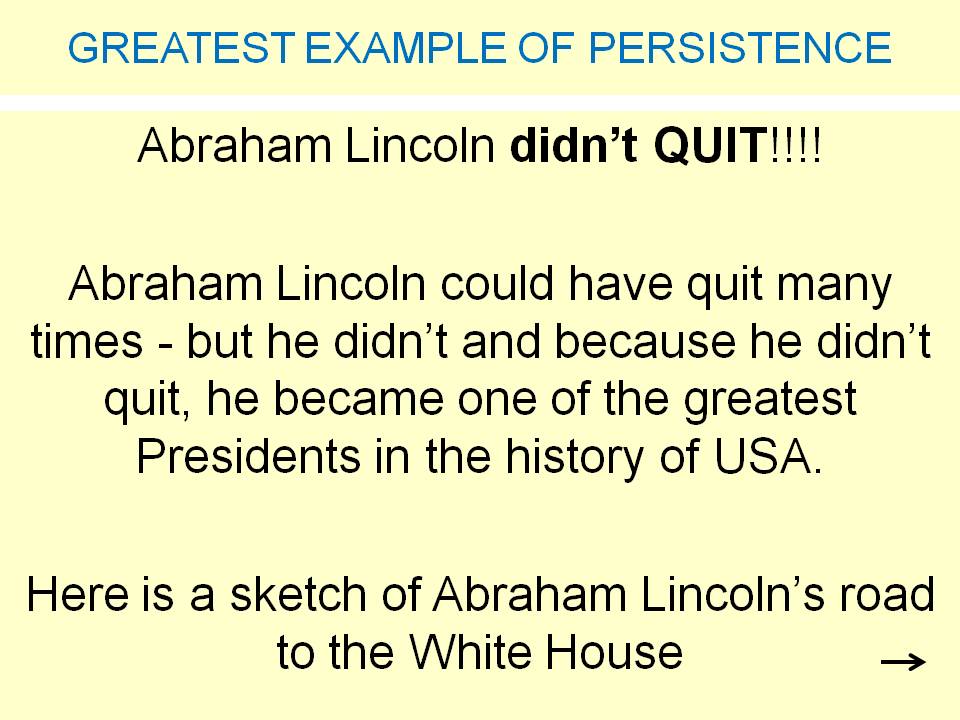 GREATEST EXAMPLE OF PERSISTENCE
Abraham Lincoln didn’t QUIT!!!!
Abraham Lincoln could have quit many
times - but he didn’t and because he didn’t
quit, he became one of the greatest
Presidents in the history of USA.
Here is a sketch of Abraham Lincoln’s road
to the White House